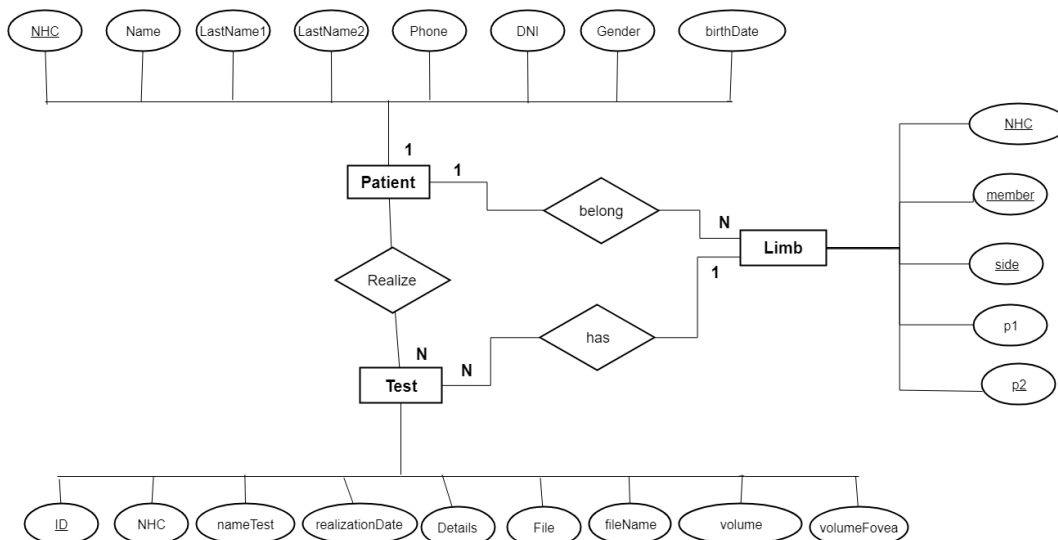 NHC
Name
LastName1
LastName2
Phone
DNI
Gender
birthDate
1
Patient
1
belong
N
Limb
1
NHC
member
side
p1
p2
Realize
has
N
N
Test
ID
NHC
nameTest
realizationDate
Details
File
fileName
volume
volumeFovea